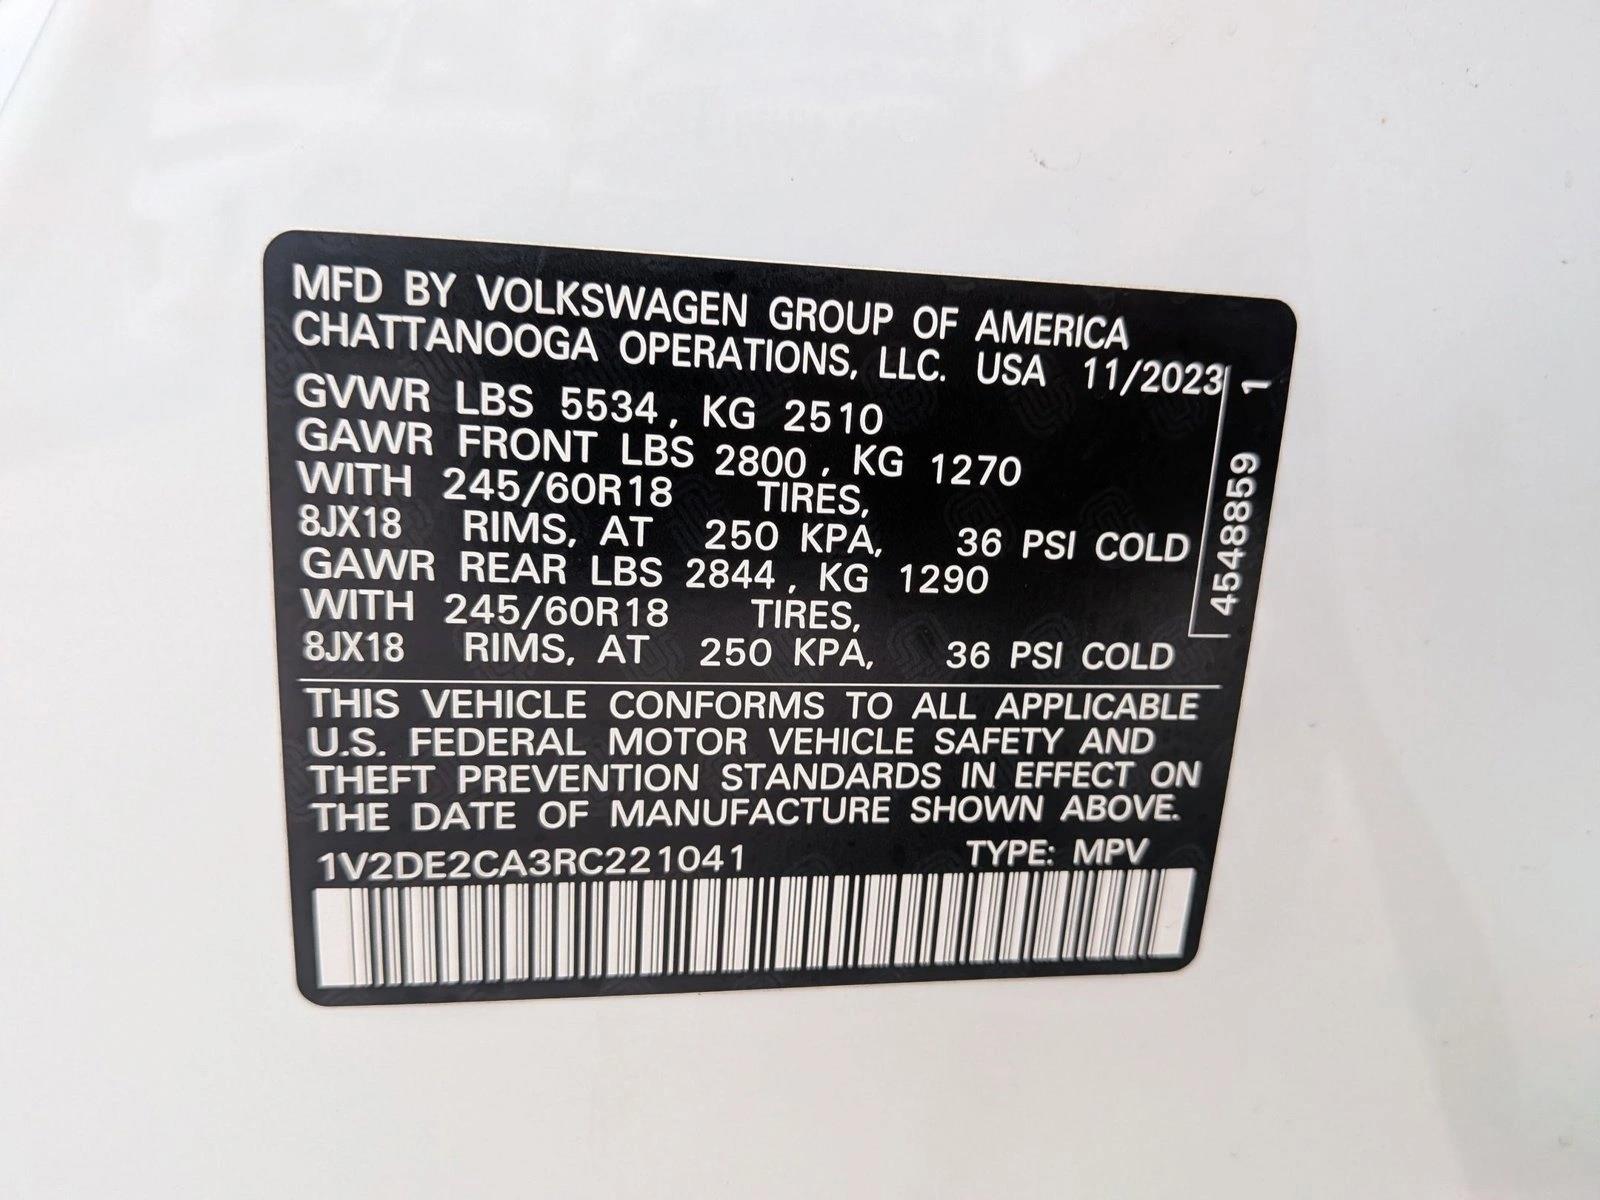 MFD BY VOLKSWAGEN GROUP OF AMERICA
CHATTANOOGA OPERATIONS, LLC. USA 11/2023
GVWR LBS 5534, KG 2510
GAWR FRONT LBS 2800, KG 1270
WITH 245/60R18 TIRES,
8JX18 RIMS, AT 250 KPA, 36 PSI COLD
GAWR REAR LBS 2844, KG 1290
WITH 245/60R18 TIRES,
8JX18 RIMS, AT 250 KPA, 36 PSI COLD
4548859 1
THIS VEHICLE CONFORMS TO ALL APPLICABLE
U.S. FEDERAL MOTOR VEHICLE SAFETY AND
THEFT PREVENTION STANDARDS IN EFFECT ON
THE DATE OF MANUFACTURE SHOWN ABOVE.
1V2DE2CA3RC221041 TYPE: MPV